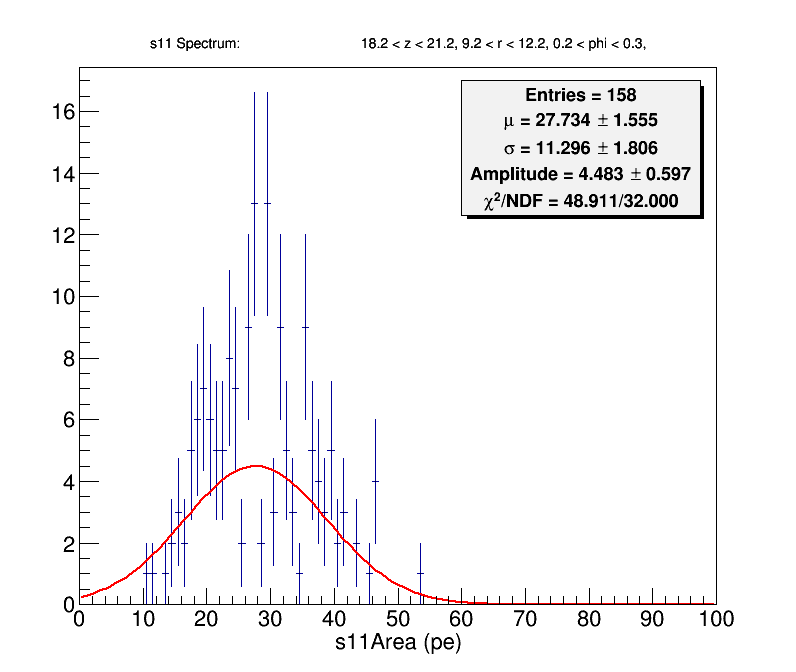 s11 Spectrum: 18.2 < z < 21.2, 9.2 < r < 12.2, 0.2 < phi < 0.3,
Entries = 158
μ = 27.734 ± 1.555
σ = 11.296 ± 1.806
Amplitude = 4.483 ± 0.597
χ²/NDF = 48.911/32.000
16
14
12
10
8
6
4
2
0
0 10 20 30 40 50 60 70 80 90 100
s11Area (pe)